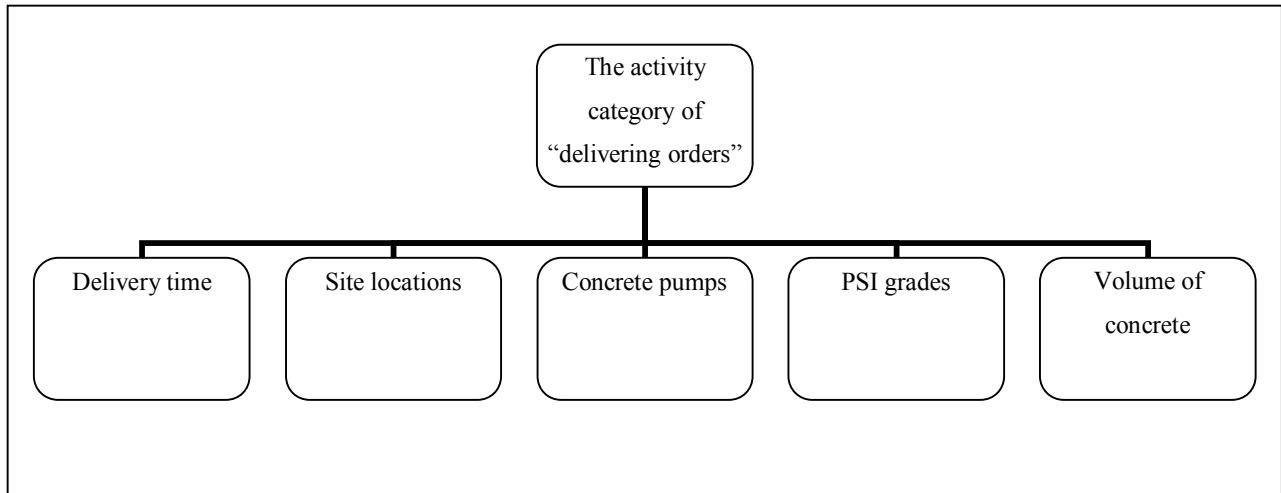 The activity
category of
“delivering orders”
Delivery time
Site locations
Concrete pumps
PSI grades
Volume of
concrete